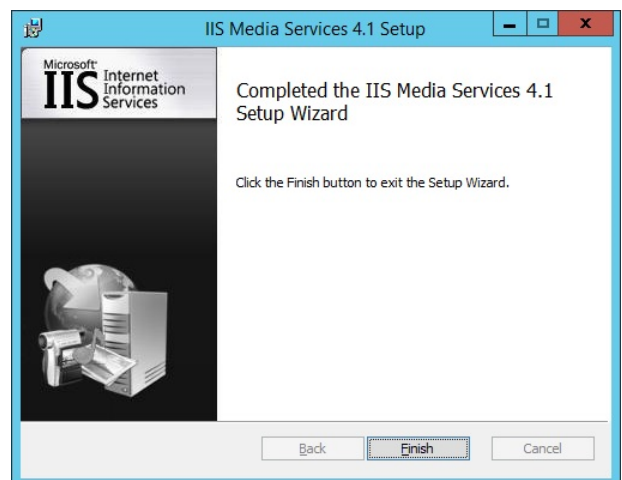 IIS Media Services 4.1 Setup
Microsoft
IIS Internet
Information
Services
Completed the IIS Media Services 4.1
Setup Wizard
Click the Finish button to exit the Setup Wizard.
Back Finish Cancel